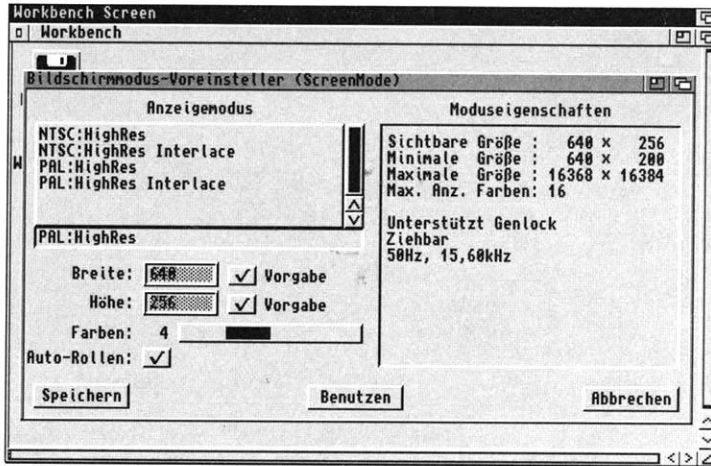 Workbench Screen
Workbench
Bildschirmmodus-Voreinsteller (ScreenMode)
Anzeigemodus
NTSC:HighRes
NTSC:HighRes Interlace
PAL:HighRes
PAL:HighRes Interlace
PAL:HighRes
Breite: 640 Vorgabe
Höhe: 256 Vorgabe
Farben: 4
Auto-Rollen:
Moduseigenschaften
Sichtbare Größe : 640 × 256
Minimale Größe : 640 × 200
Maximale Größe : 16368 × 16384
Max. Anz. Farben: 16
Unterstützt Genlock
Ziehbar
50Hz, 15,60kHz
Speichern Benutzen Abbrechen
W